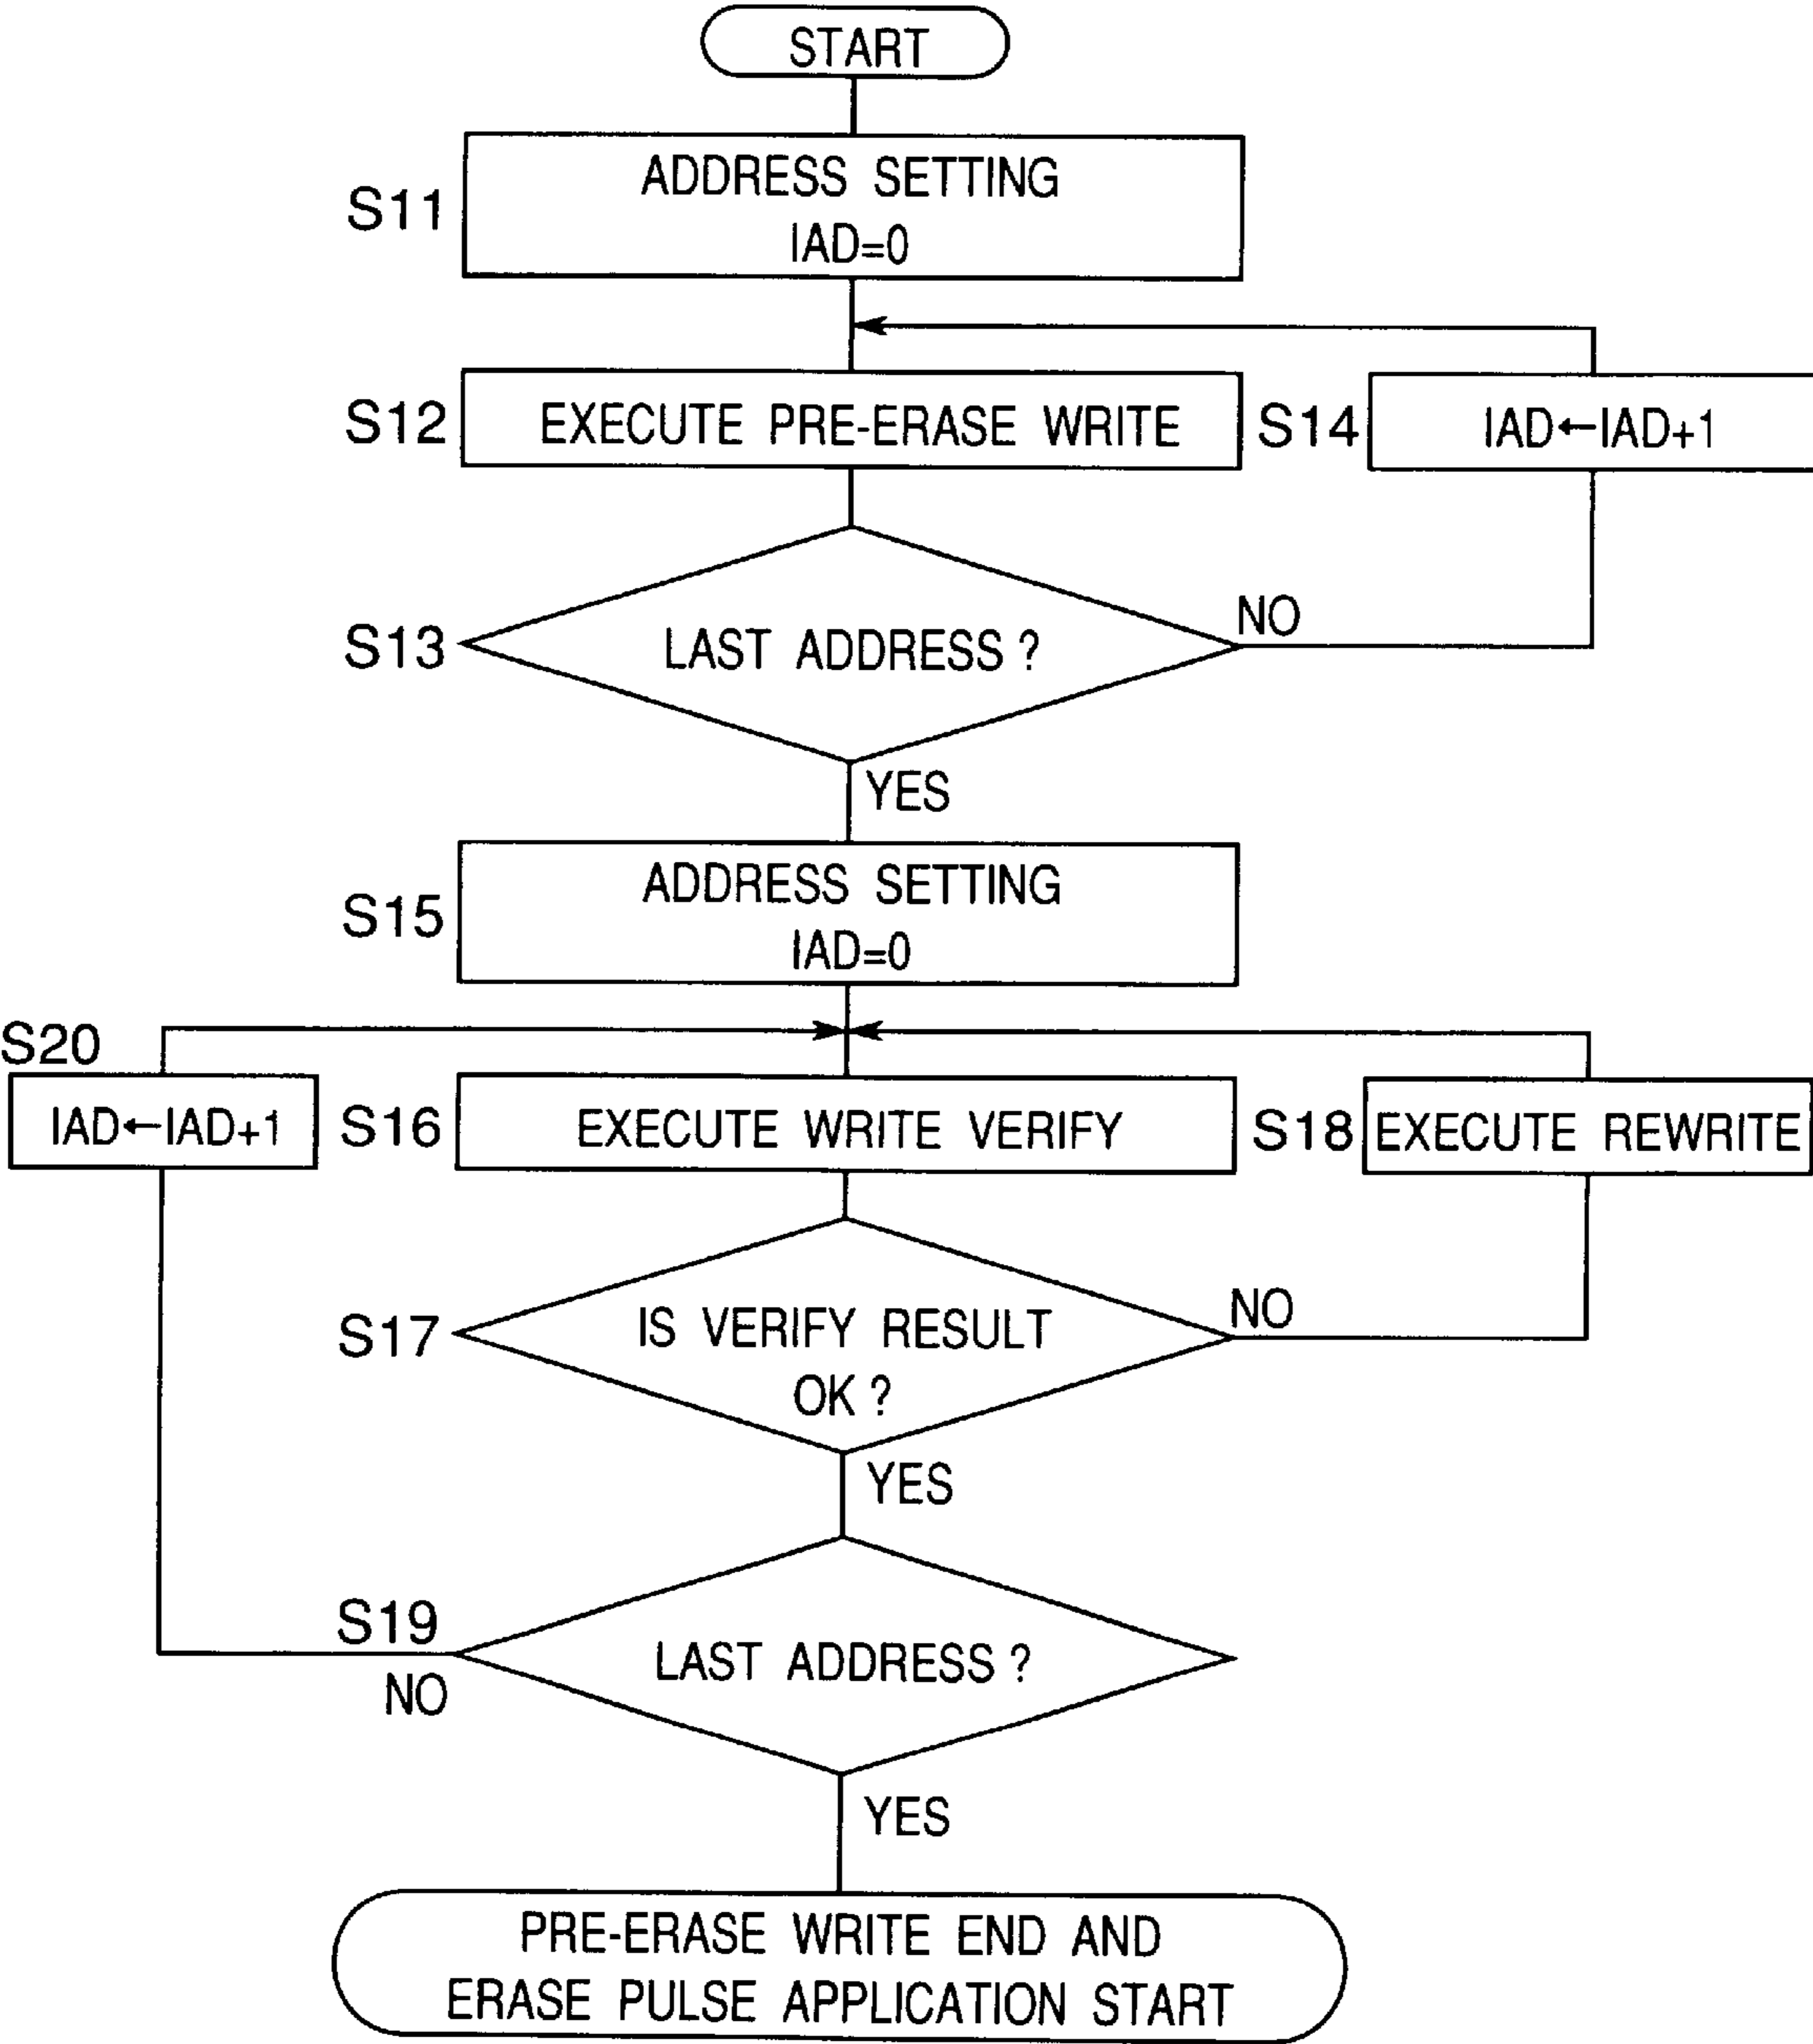 START
S11
ADDRESS SETTING
IAD=0
S12
EXECUTE PRE-ERASE WRITE
S14
IAD←IAD+1
S13
LAST ADDRESS ?
NO
YES
S15
ADDRESS SETTING
IAD=0
S20
IAD←IAD+1
S16
EXECUTE WRITE VERIFY
S18
EXECUTE REWRITE
S17
IS VERIFY RESULT
OK ?
NO
YES
S19
LAST ADDRESS ?
NO
YES
PRE-ERASE WRITE END AND
ERASE PULSE APPLICATION START